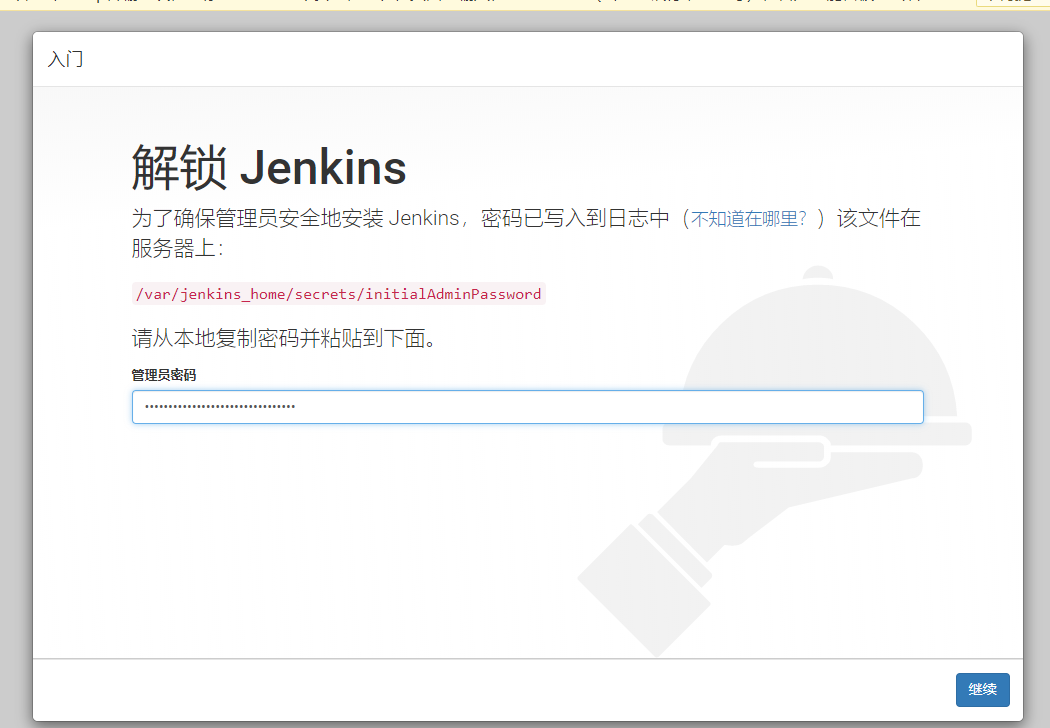 入门
解锁 Jenkins
为了确保管理员安全地安装 Jenkins，密码已写入到日志中（不知道在哪里？）该文件在
服务器上：
/var/jenkins_home/secrets/initialAdminPassword
请从本地复制密码并粘贴到下面。
管理员密码
继续